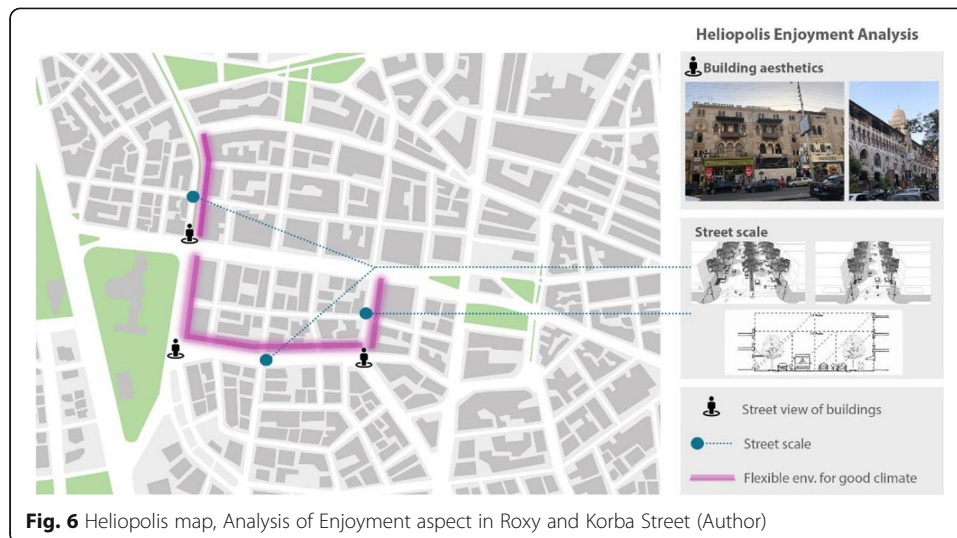 Heliopolis Enjoyment Analysis
Building aesthetics
Street scale
Street view of buildings
Street scale
Flexible env. for good climate
Fig. 6 Heliopolis map, Analysis of Enjoyment aspect in Roxy and Korba Street (Author)